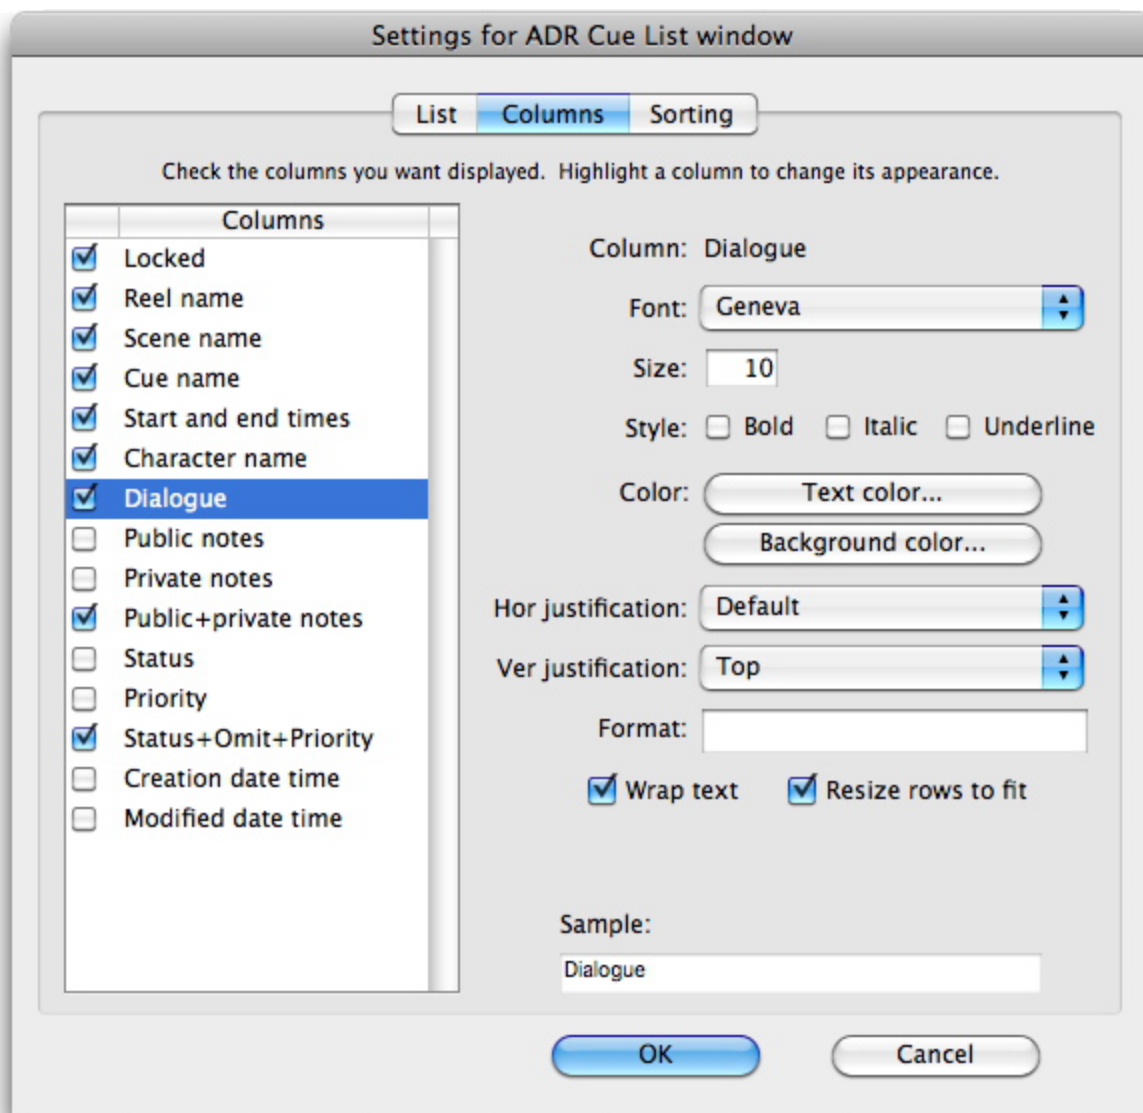 Settings for ADR Cue List window
List Columns Sorting
Check the columns you want displayed. Highlight a column to change its appearance.
Columns
Locked
Reel name
Scene name
Cue name
Start and end times
Character name
Dialogue
Public notes
Private notes
Public+private notes
Status
Priority
Status+Omit+Priority
Creation date time
Modified date time
Column: Dialogue
Font: Geneva
Size: 10
Style: Bold Italic Underline
Color: Text color...
Background color...
Hor justification: Default
Ver justification: Top
Format:
Wrap text Resize rows to fit
Sample:
Dialogue
OK Cancel